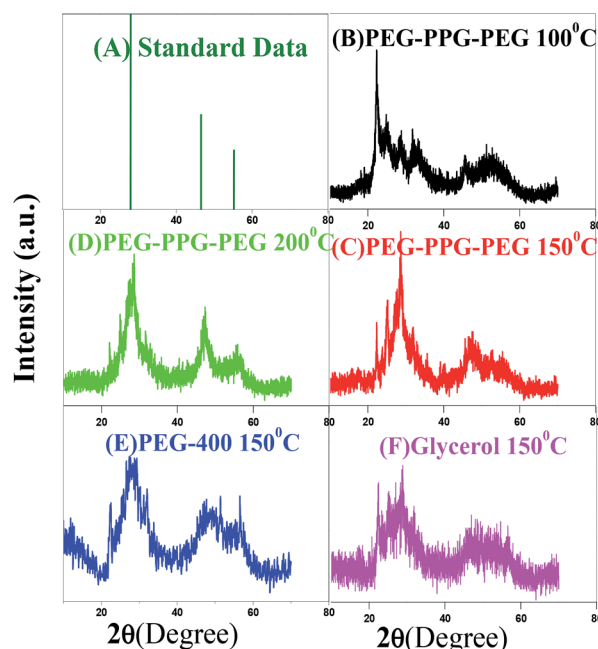 (A) Standard Data
(B)PEG-PPG-PEG 100⁰C
20 40 60 80
20 40 60 80
(D)PEG-PPG-PEG 200⁰C
(C)PEG-PPG-PEG 150⁰C
20 40 60 80
20 40 60 80
(E)PEG-400 150⁰C
(F)Glycerol 150⁰C
20 40 60 80
20 40 60 80
Intensity (a.u.)
2θ(Degree)
2θ(Degree)